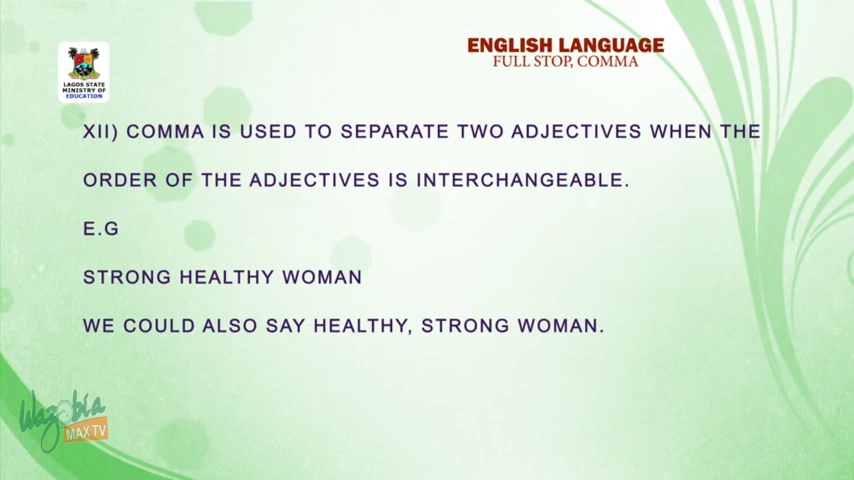 ENGLISH LANGUAGE
FULL STOP, COMMA
LAGOS STATE
MINISTRY OF
EDUCATION
XII) COMMA IS USED TO SEPARATE TWO ADJECTIVES WHEN THE
ORDER OF THE ADJECTIVES IS INTERCHANGEABLE.
E.G
STRONG HEALTHY WOMAN
WE COULD ALSO SAY HEALTHY, STRONG WOMAN.
Wazobia
MAX TV